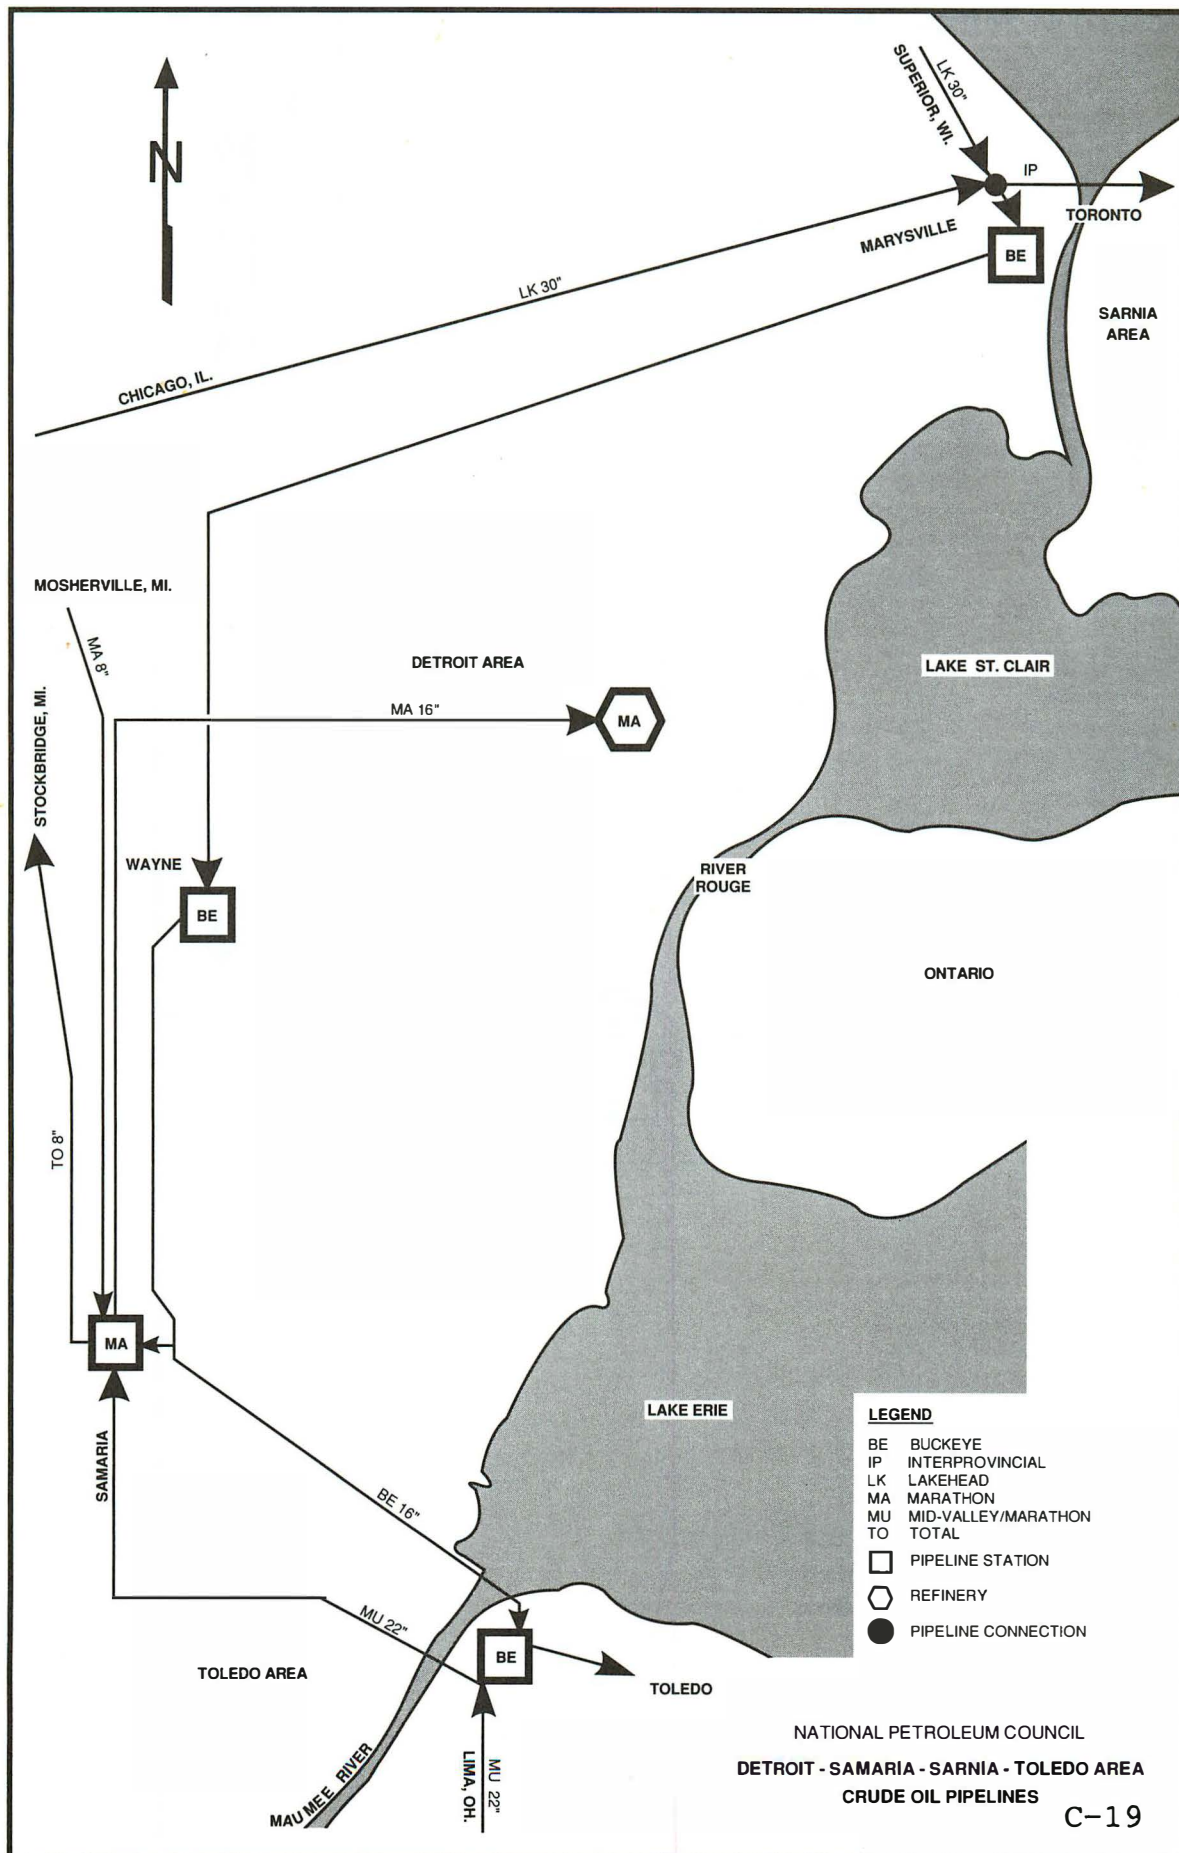 N
SUPERIOR, WI.
LK 30"
IP
TORONTO
MARYSVILLE
BE
SARNIA
AREA
LK 30"
CHICAGO, IL.
MOSHERVILLE, MI.
MA 8"
DETROIT AREA
LAKE ST. CLAIR
STOCKBRIDGE, MI.
MA 16"
MA
WAYNE
RIVER
ROUGE
BE
ONTARIO
TO 8"
MA
LAKE ERIE
SAMARIA
BE 16"
LEGEND
BE BUCKEYE
IP INTERPROVINCIAL
LK LAKEHEAD
MA MARATHON
MU MID-VALLEY/MARATHON
TO TOTAL
PIPELINE STATION
REFINERY
PIPELINE CONNECTION
MU 22"
BE
TOLEDO AREA
TOLEDO
MAUMEE RIVER
LIMA, OH.
MU 22"
NATIONAL PETROLEUM COUNCIL
DETROIT - SAMARIA - SARNIA - TOLEDO AREA
CRUDE OIL PIPELINES
C-19